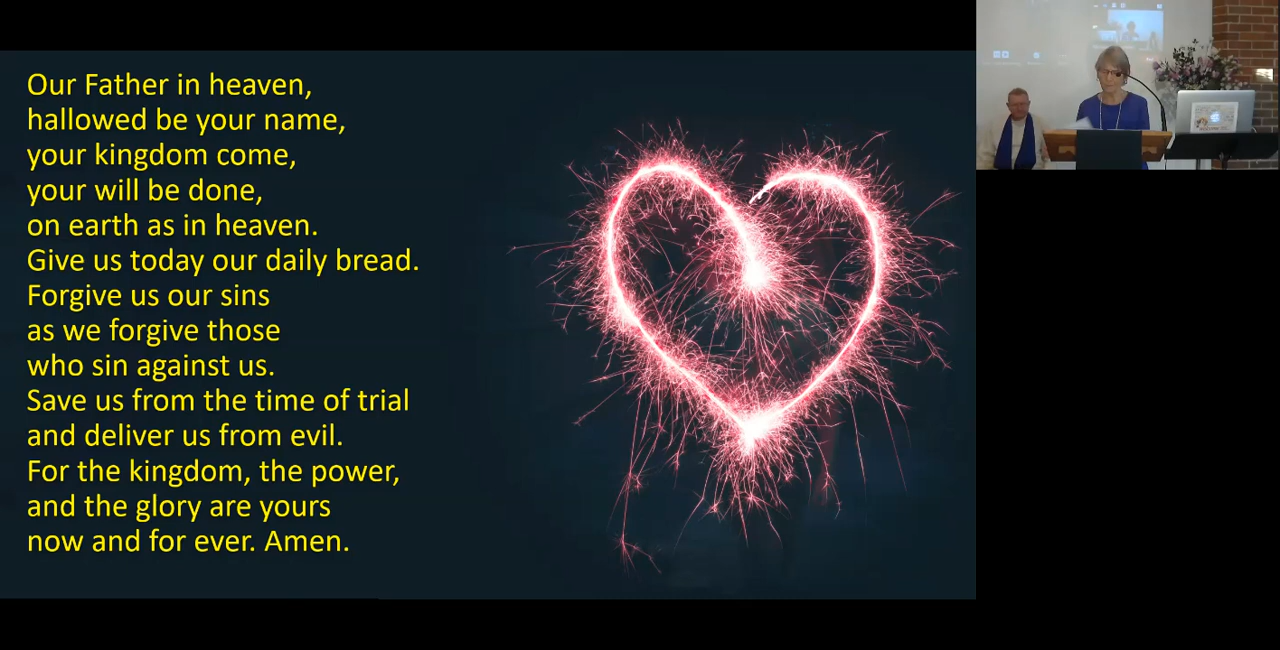 Our Father in heaven,
hallowed be your name,
your kingdom come,
your will be done,
on earth as in heaven.
Give us today our daily bread.
Forgive us our sins
as we forgive those
who sin against us.
Save us from the time of trial
and deliver us from evil.
For the kingdom, the power,
and the glory are yours
now and for ever. Amen.